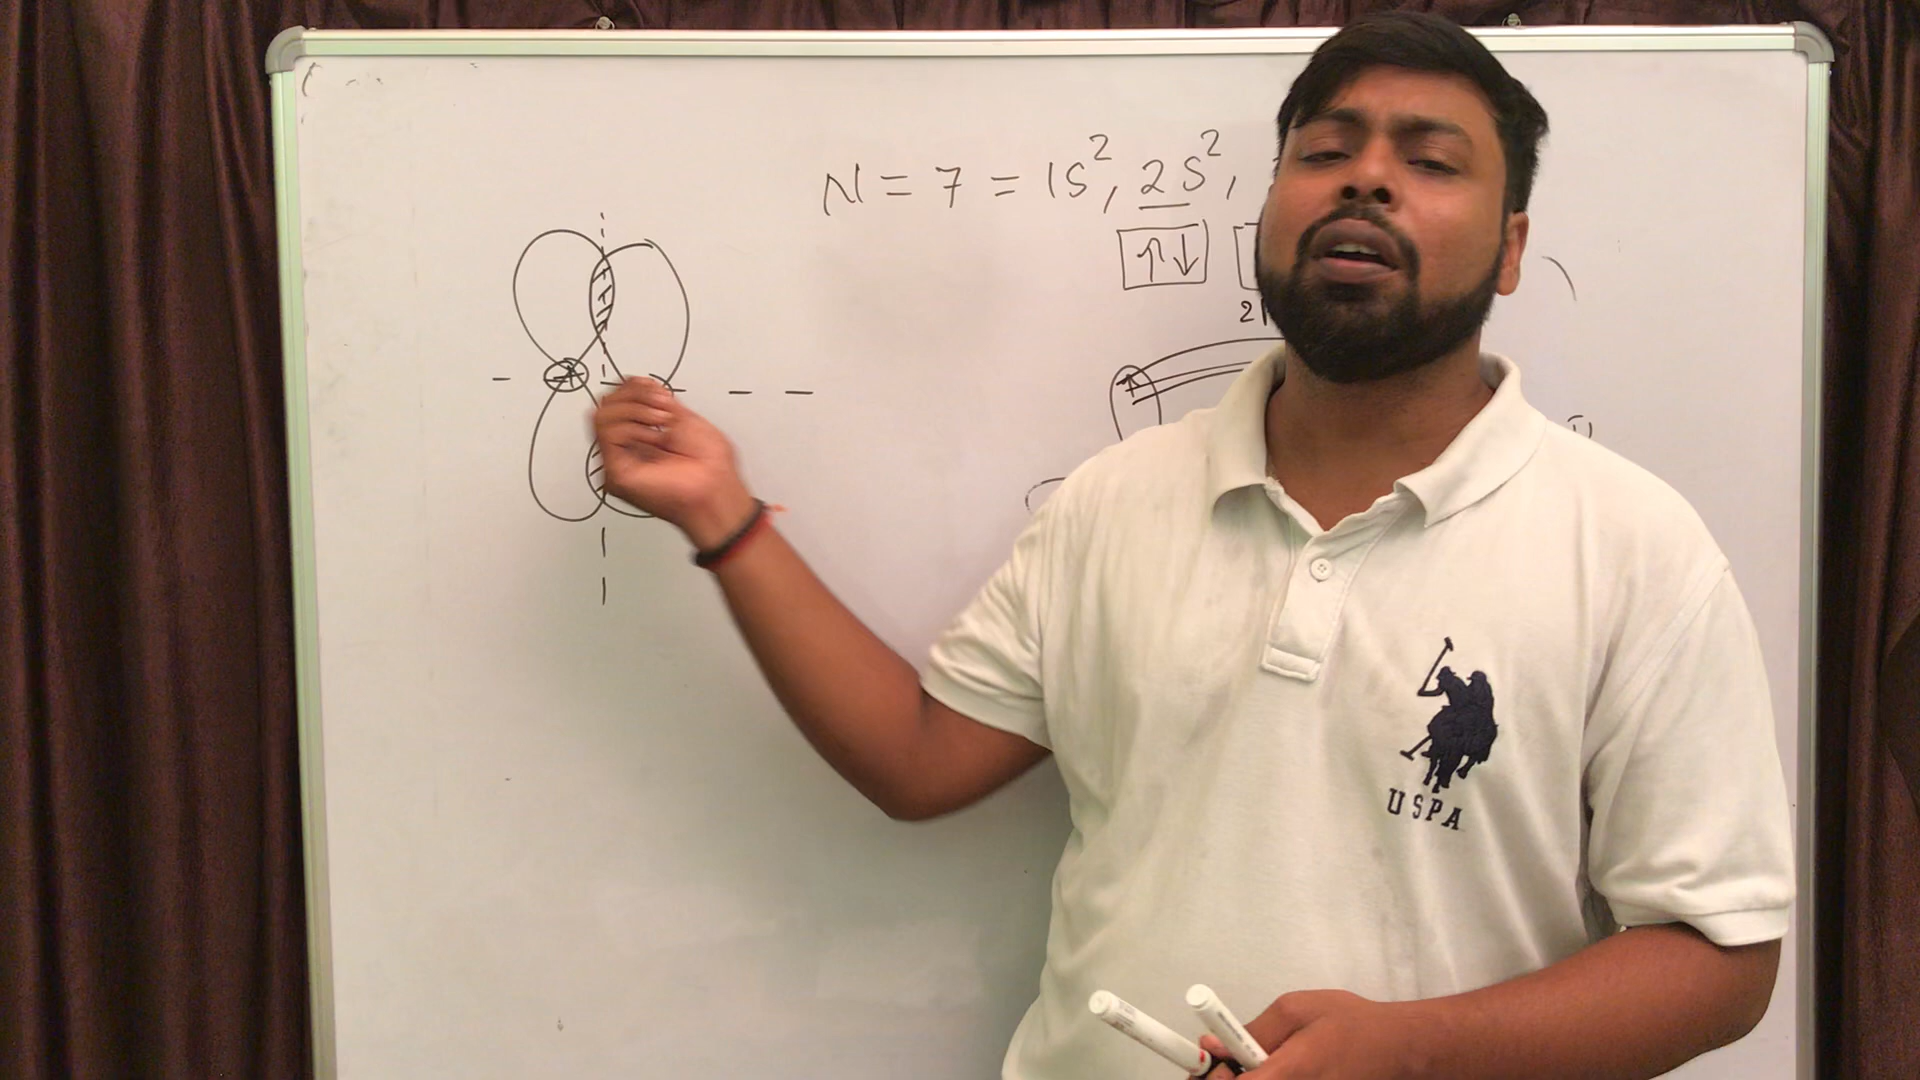 N = 7 = 1S², 2S²,
↑↓
2
USPA